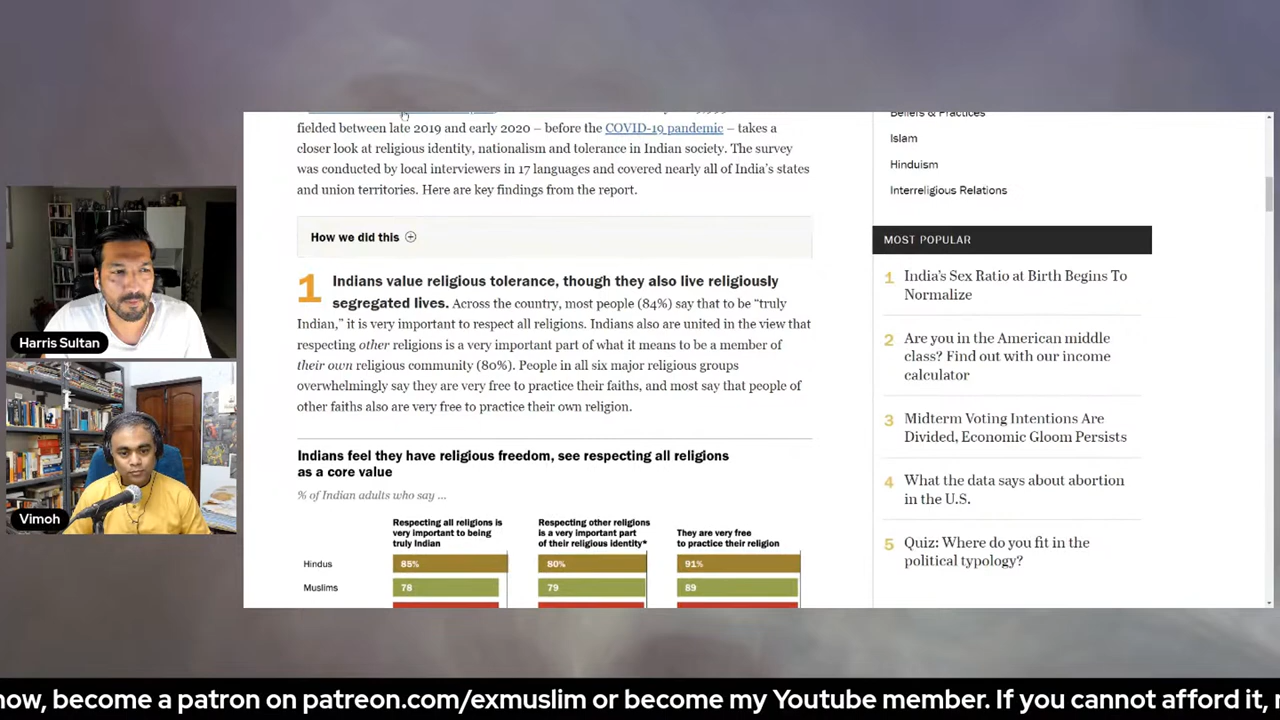 fielded between late 2019 and early 2020 – before the COVID-19 pandemic – takes a
closer look at religious identity, nationalism and tolerance in Indian society. The survey
was conducted by local interviewers in 17 languages and covered nearly all of India's states
and union territories. Here are key findings from the report.
How we did this
1 Indians value religious tolerance, though they also live religiously
segregated lives. Across the country, most people (84%) say that to be “truly
Indian,” it is very important to respect all religions. Indians also are united in the view that
respecting other religions is a very important part of what it means to be a member of
their own religious community (80%). People in all six major religious groups
overwhelmingly say they are very free to practice their faiths, and most say that people of
other faiths also are very free to practice their own religion.
Indians feel they have religious freedom, see respecting all religions
as a core value
% of Indian adults who say ...
Respecting all religions is
very important to being
truly Indian
Respecting other religions
is a very important part
of their religious identity*
They are very free
to practice their religion
Hindus 85% 80% 91%
Muslims 78 79 89
Beliefs & Practices
Islam
Hinduism
Interreligious Relations
MOST POPULAR
1 India's Sex Ratio at Birth Begins To
Normalize
2 Are you in the American middle
class? Find out with our income
calculator
3 Midterm Voting Intentions Are
Divided, Economic Gloom Persists
4 What the data says about abortion
in the U.S.
5 Quiz: Where do you fit in the
political typology?
Harris Sultan
Vimoh
now, become a patron on patreon.com/exmuslim or become my Youtube member. If you cannot afford it,